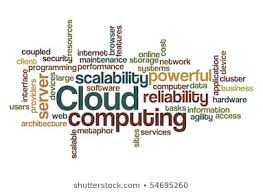 resources
coupled
security
internet
browser
features
online
cost
client
infrastructure
maintenance
storage
network
programming
performance
systems
powerful
application
cluster
devices
large
scalability
server
providers
interface
users
software
computer
data
business
Cloud
reliability
hardware
tasks
web
computing
information
device
access
architecture
scalable
metaphor
sites
agility
shutterstock.com • 54695260